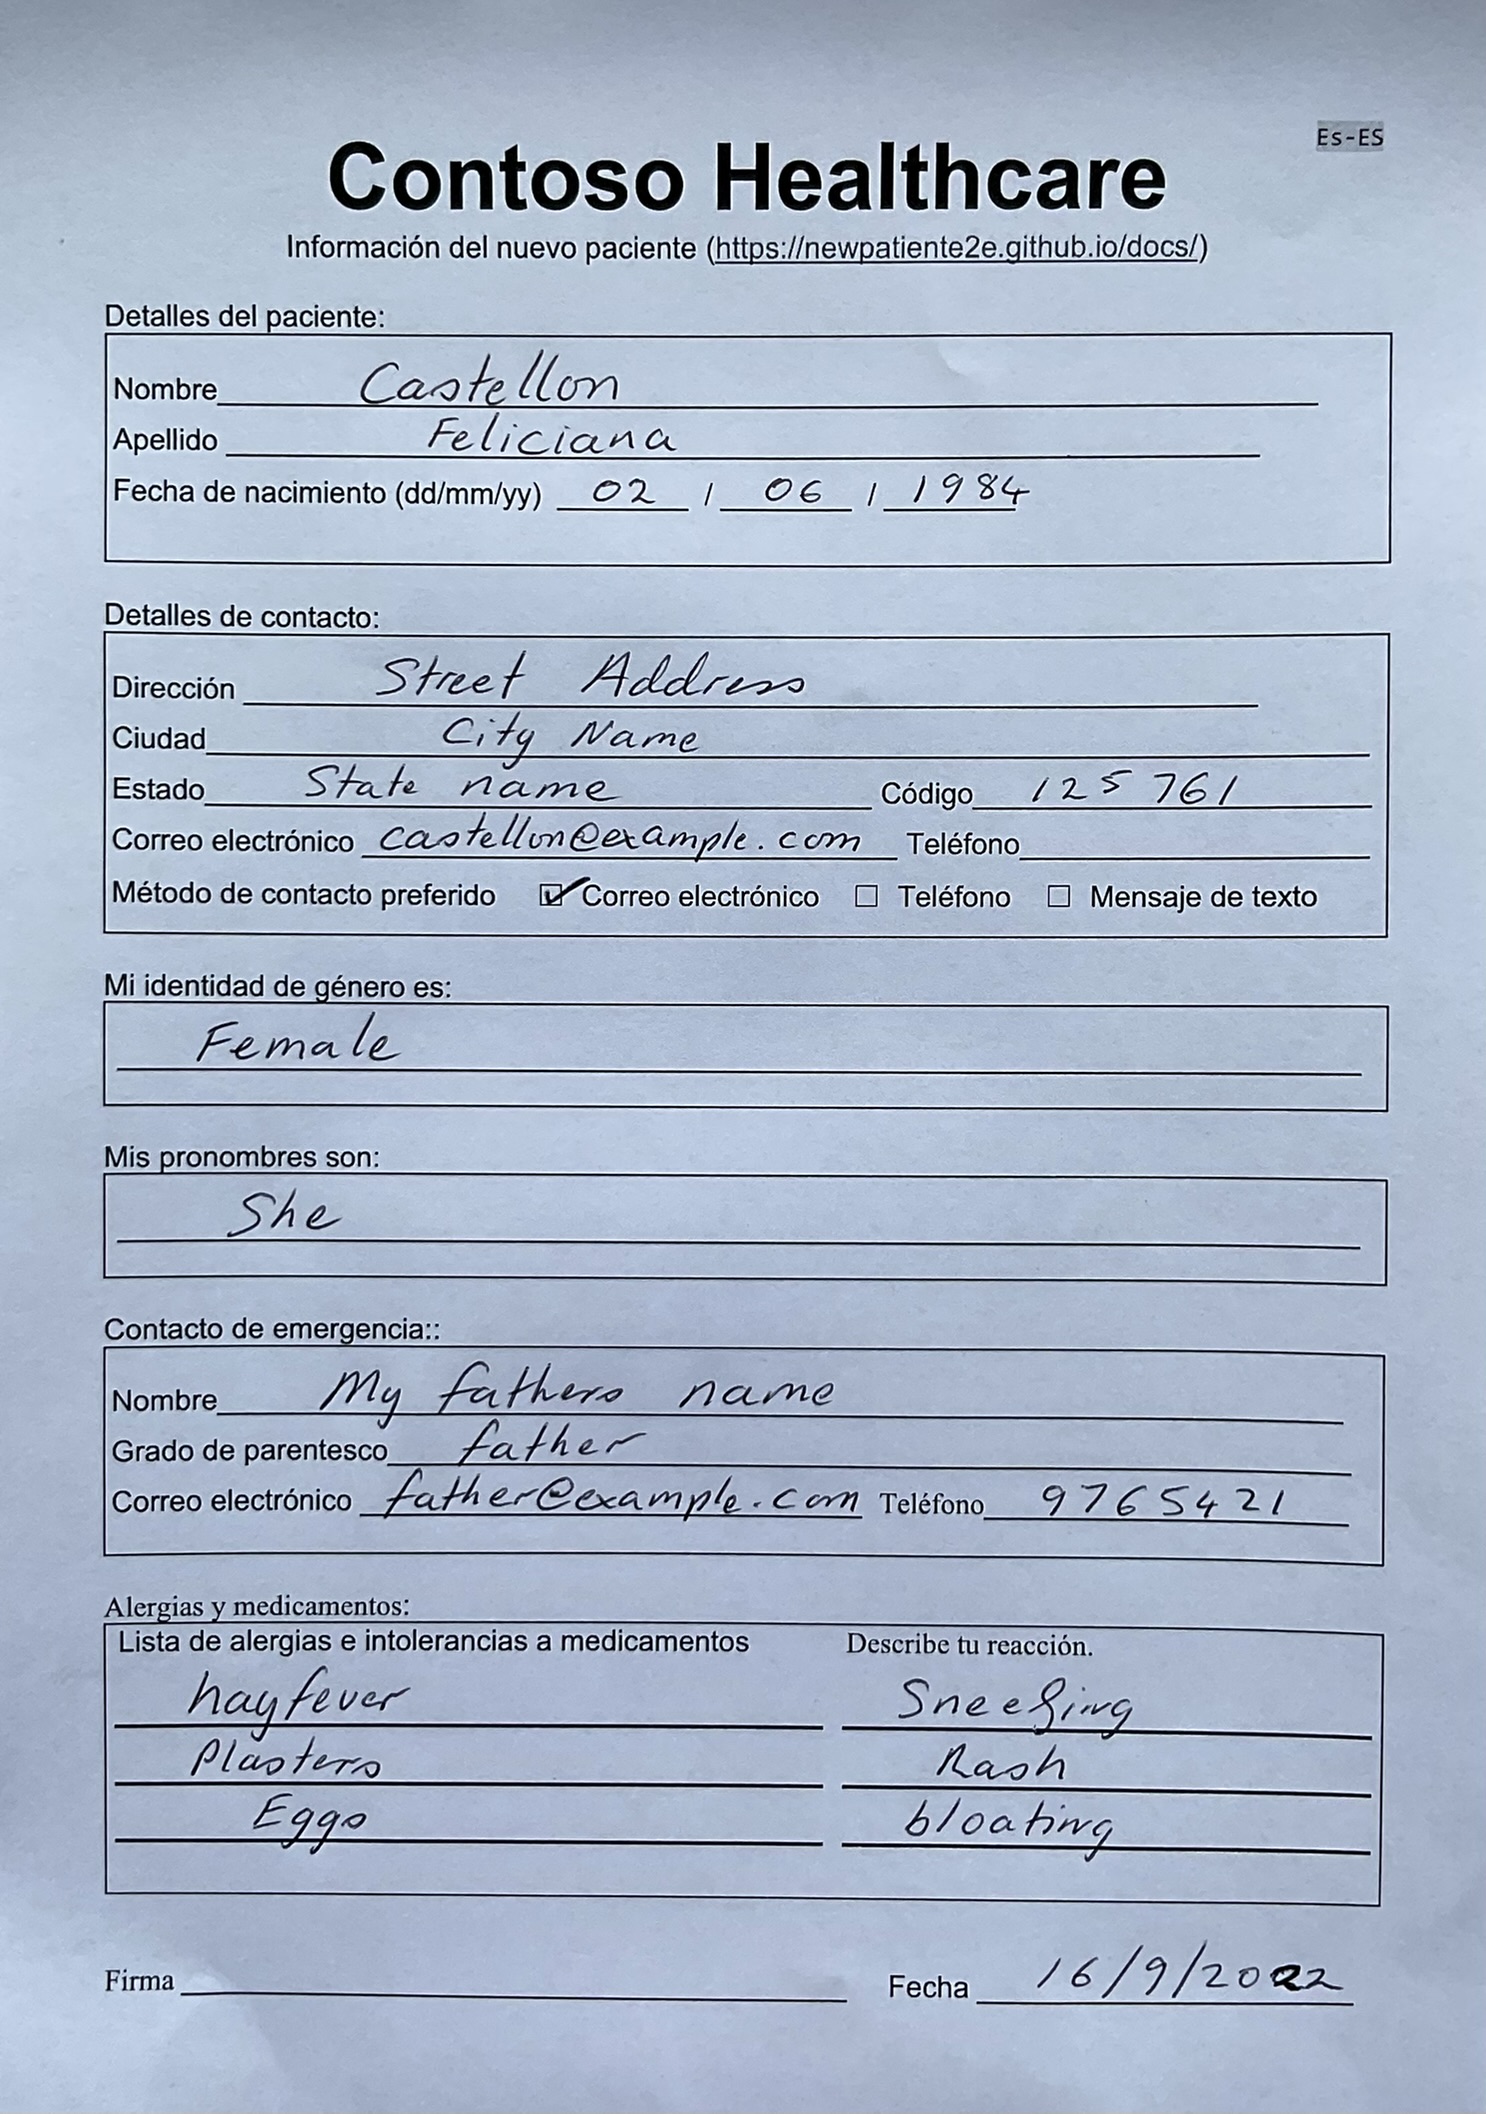 Es-ES
Contoso Healthcare
Información del nuevo paciente (https://newpatiente2e.github.io/docs/)
Detalles del paciente:
Nombre Castellon
Apellido Feliciana
Fecha de nacimiento (dd/mm/yy) 02 / 06 / 1984
Detalles de contacto:
Dirección Street Address
Ciudad City Name
Estado State name Código 125 761
Correo electrónico castellon@example.com Teléfono
Método de contacto preferido ☑ Correo electrónico ☐ Teléfono ☐ Mensaje de texto
Mi identidad de género es:
Female
Mis pronombres son:
She
Contacto de emergencia::
Nombre My fathers name
Grado de parentesco father
Correo electrónico father@example.com Teléfono 9765421
Alergias y medicamentos:
Lista de alergias e intolerancias a medicamentos Describe tu reacción.
hayfever Sneezing
Plasters Rash
Eggs bloating
Firma Fecha 16/9/2022